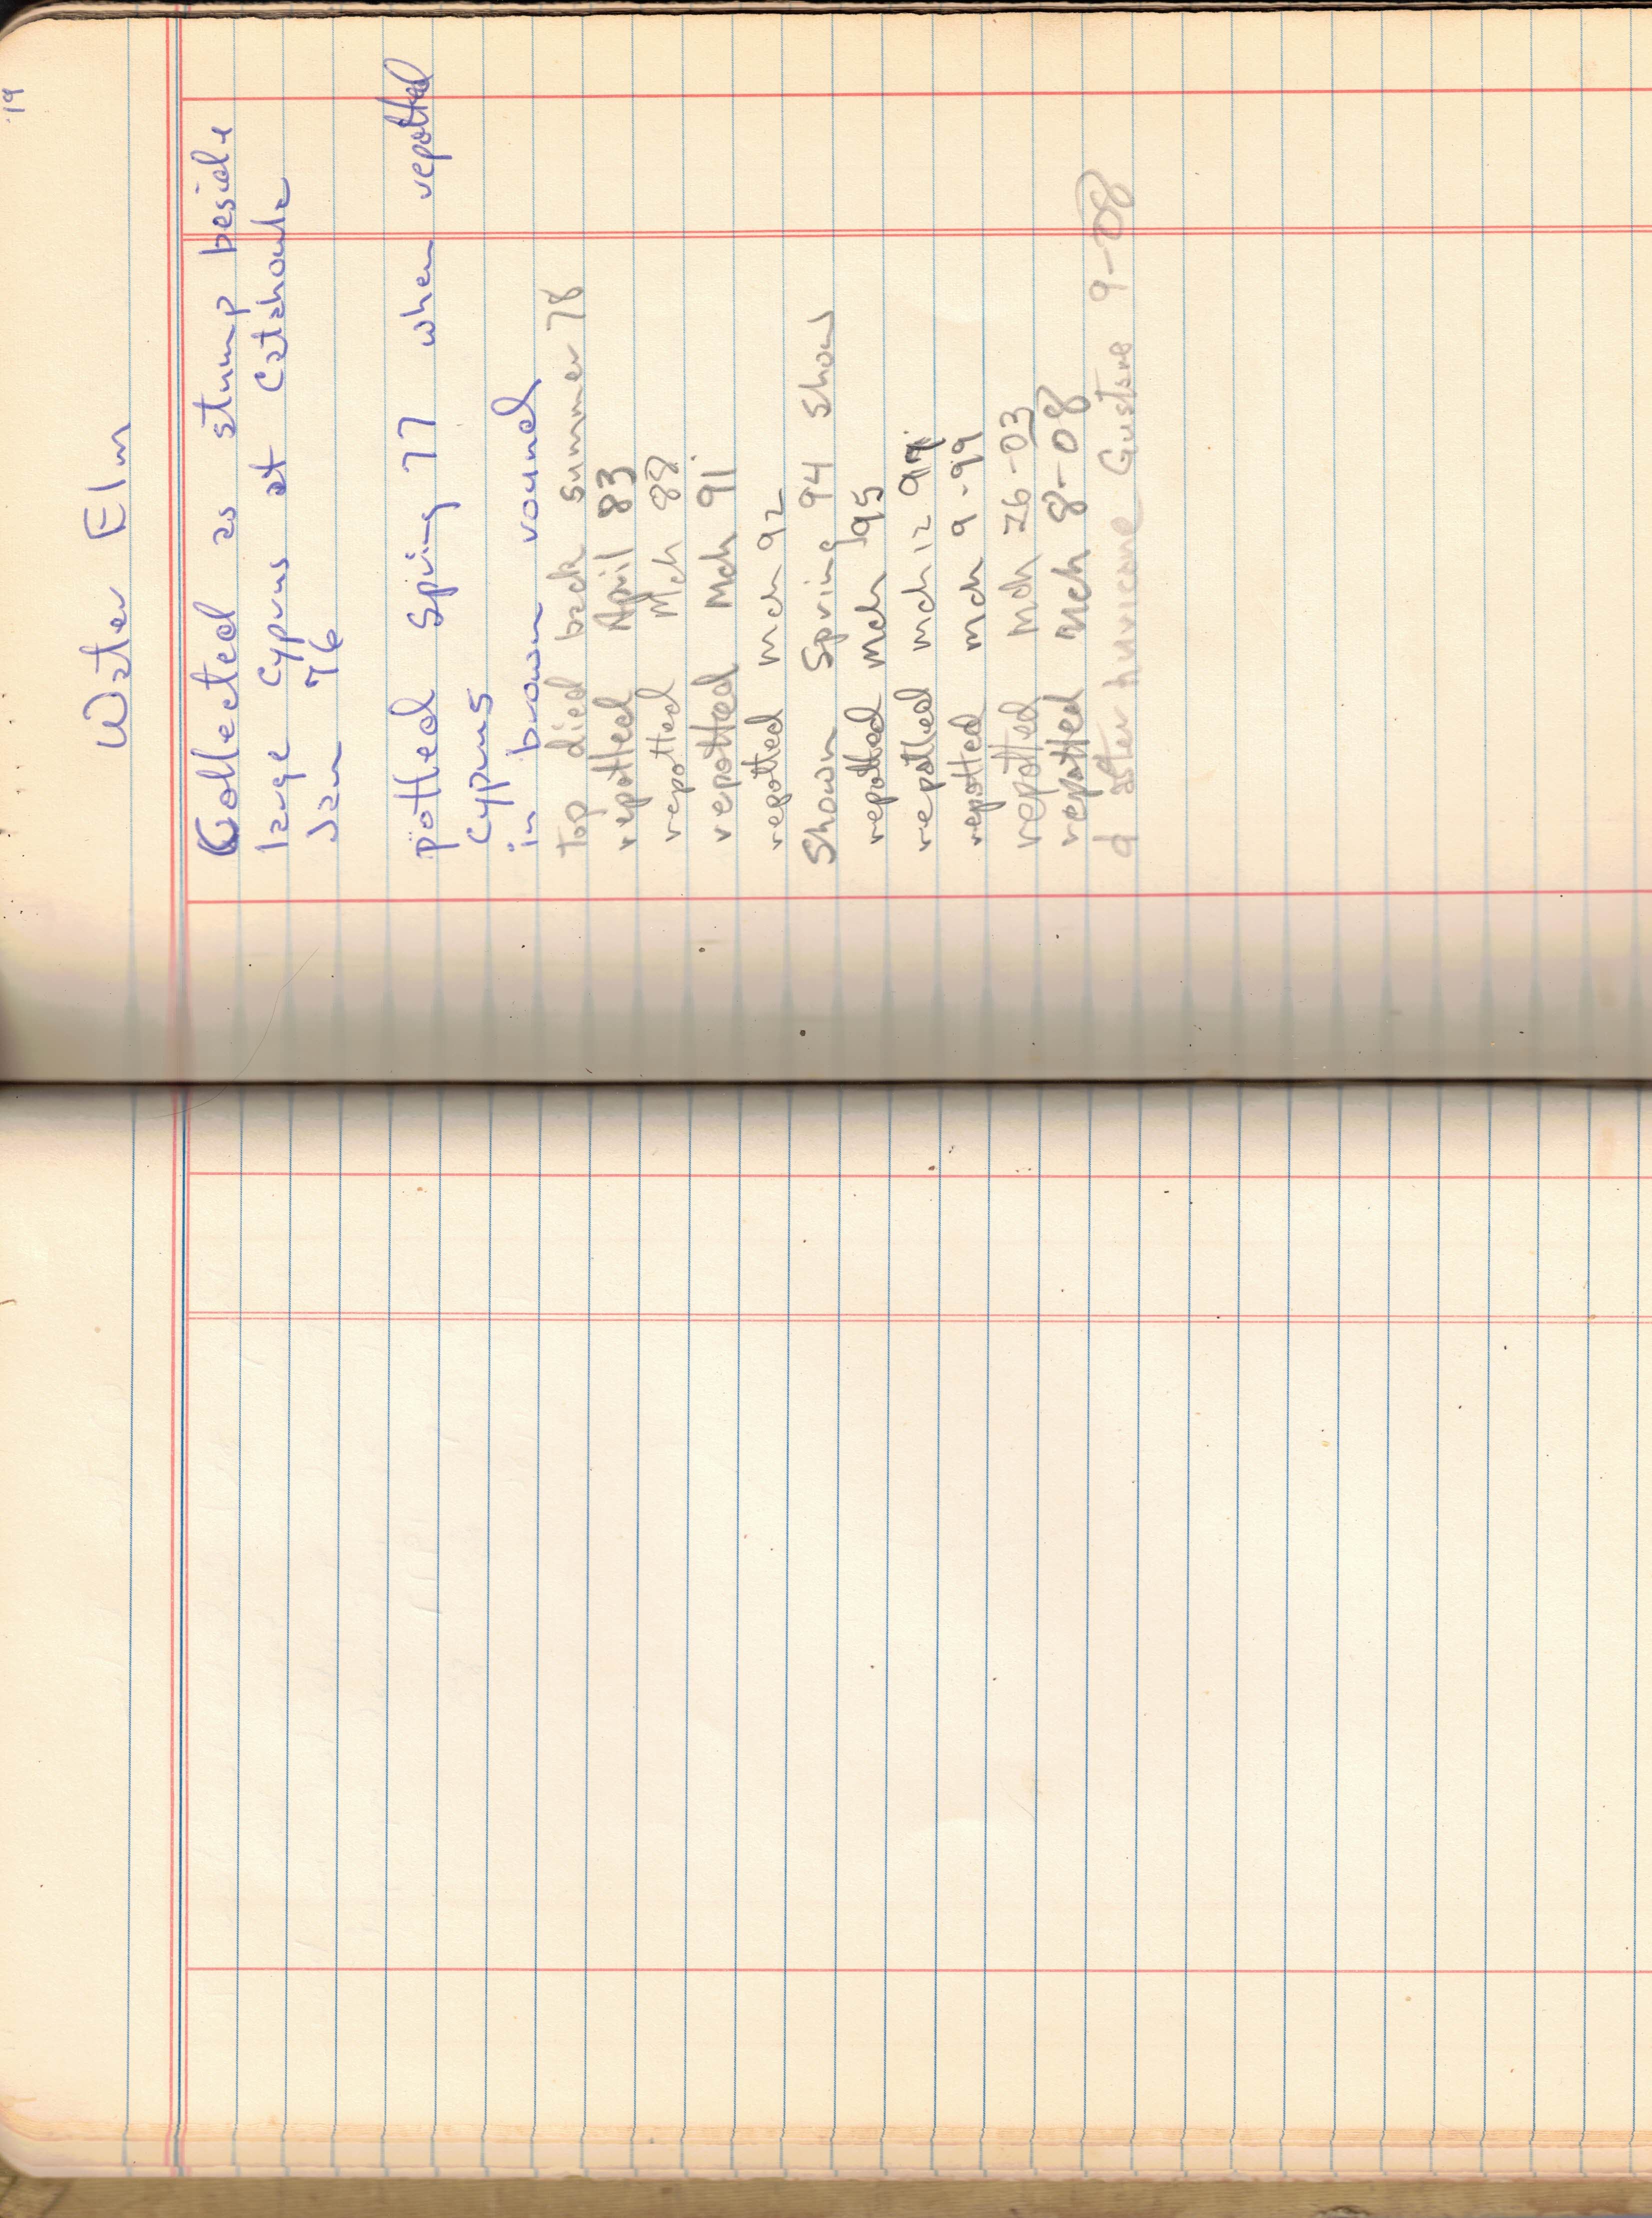 19
Water Elm
Collected as stump beside
large Cyprus at Catahoula
Jan 76
potted Spring 77 when repotted
Cyprus
in brown round
top died back summer 78
repotted April 83
repotted Mch 88
repotted Mch 91
repotted Mch 92
Shown Spring 94 Show
repotted Mch 95
repotted Mch 12 97
repotted Mch 9-99
repotted Mch 26-03
repotted Mch 8-08
d after hurricane Gustave 9-08